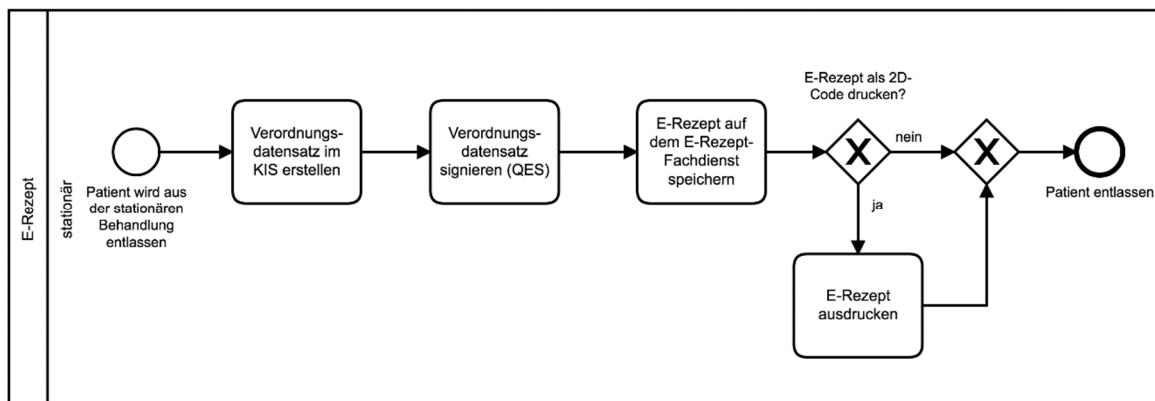 E-Rezept
stationär
Patient wird aus
der stationären
Behandlung
entlassen
Verordnungs-
datensatz im
KIS erstellen
Verordnungs-
datensatz
signieren (QES)
E-Rezept auf
dem E-Rezept-
Fachdienst
speichern
E-Rezept als 2D-
Code drucken?
X
nein
ja
E-Rezept
ausdrucken
X
Patient entlassen